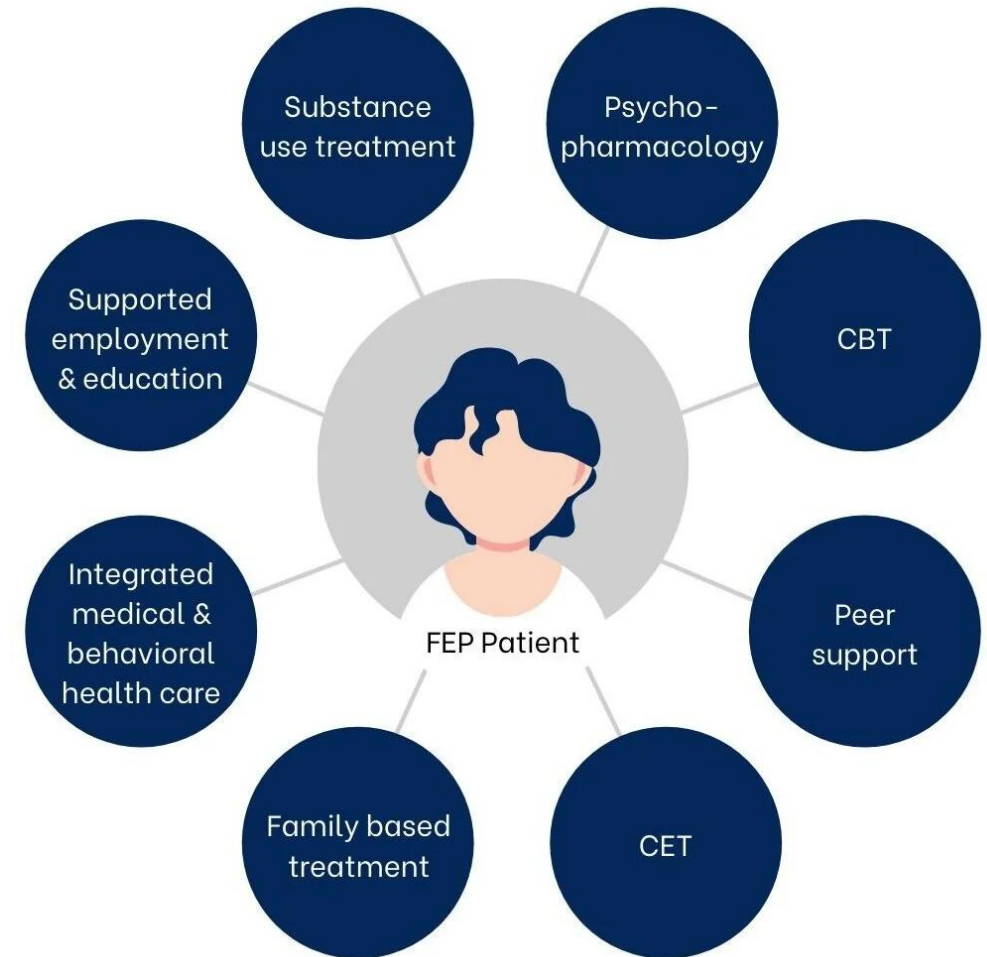 Substance
use treatment
Psycho-
pharmacology
Supported
employment
& education
CBT
Integrated
medical &
behavioral
health care
Peer
support
FEP Patient
Family based
treatment
CET